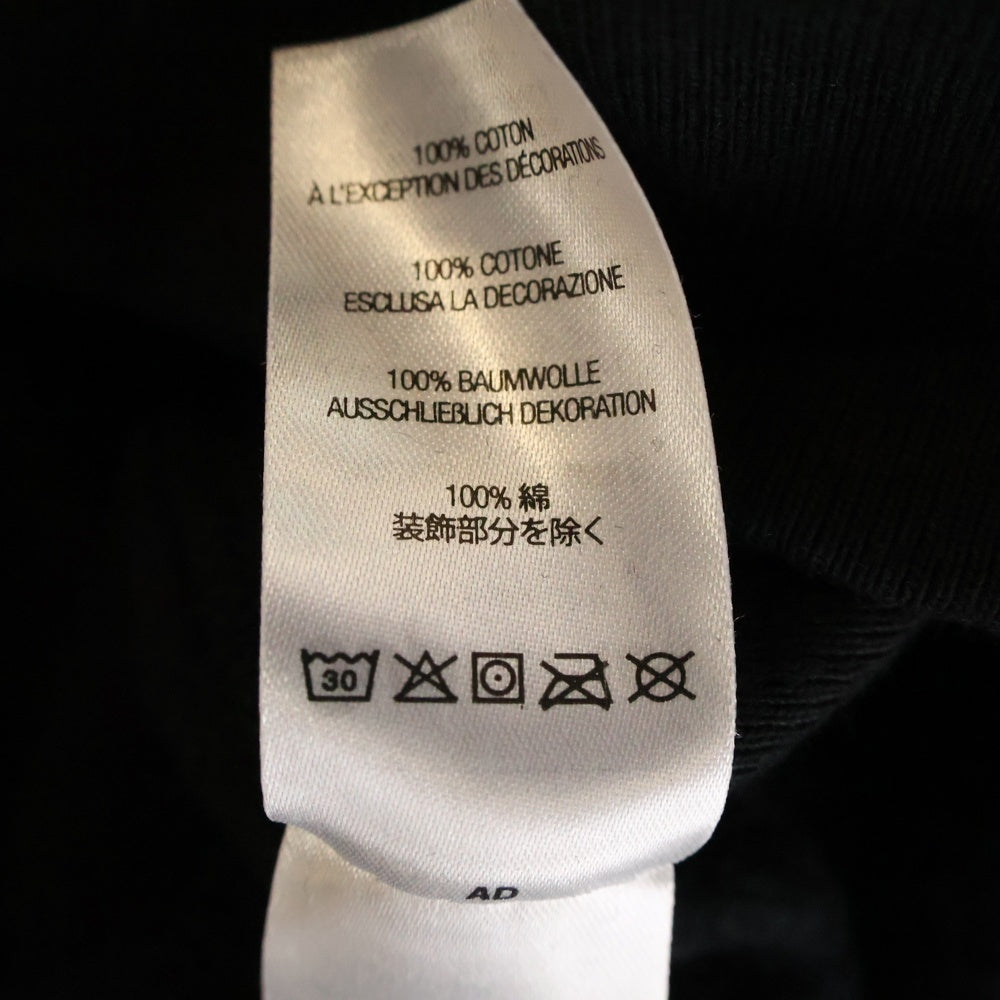 100% COTON
À L'EXCEPTION DES DÉCORATIONS
100% COTONE
ESCLUSA LA DECORAZIONE
100% BAUMWOLLE
AUSSCHLIEßLICH DEKORATION
100% 綿
装飾部分を除く
30
AD